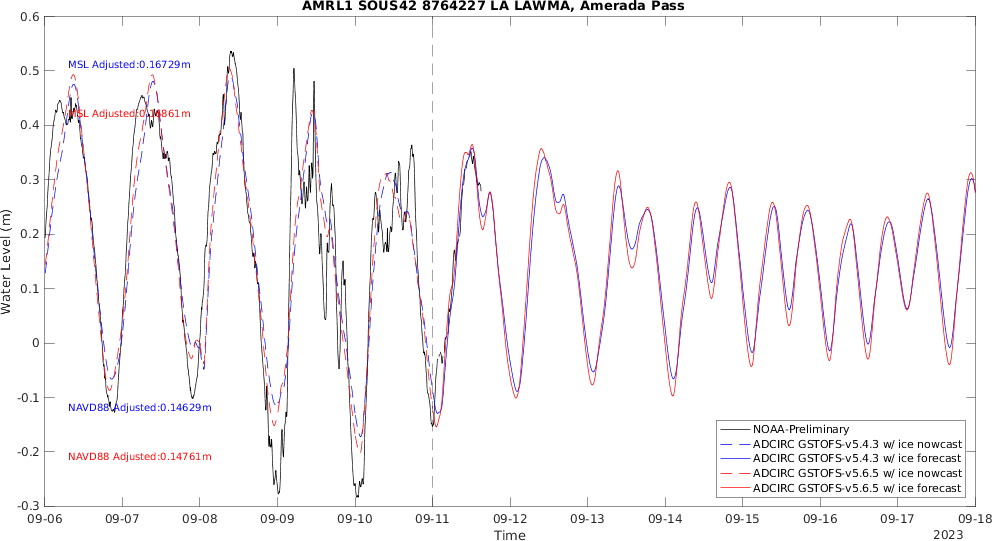 AMRL1 SOUS42 8764227 LA LAWMA, Amerada Pass
0.6
0.5
0.4
0.3
0.2
0.1
0
-0.1
-0.2
-0.3
Water Level (m)
MSL Adjusted:0.16729m
MSL Adjusted:0.16861m
NAVD88 Adjusted:0.14629m
NAVD88 Adjusted:0.14761m
NOAA-Preliminary
ADCIRC GSTOFS-v5.4.3 w/ ice nowcast
ADCIRC GSTOFS-v5.4.3 w/ ice forecast
ADCIRC GSTOFS-v5.6.5 w/ ice nowcast
ADCIRC GSTOFS-v5.6.5 w/ ice forecast
09-06 09-07 09-08 09-09 09-10 09-11 09-12 09-13 09-14 09-15 09-16 09-17 09-18
Time
2023